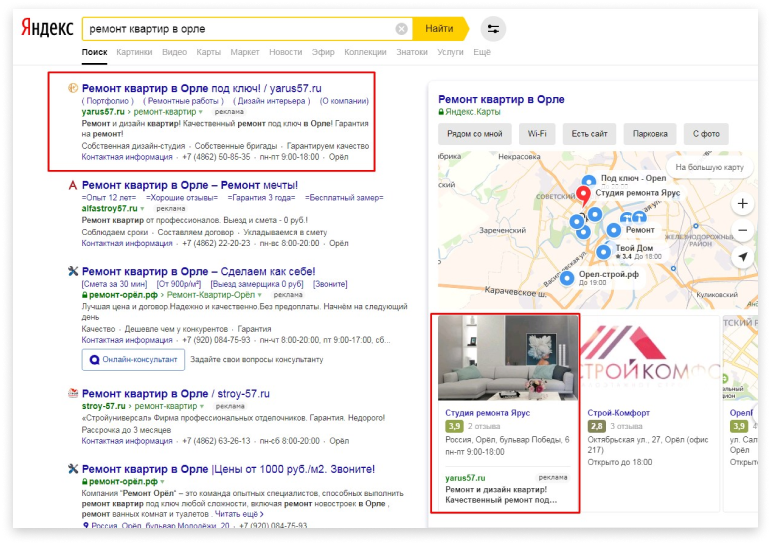 Яндекс
ремонт квартир в орле
Найти
Поиск Картинки Видео Карты Маркет Новости Эфир Коллекции Знатоки Услуги Ещё
Ремонт квартир в Орле под ключ! / yarus57.ru
( Портфолио ) ( Ремонтные работы ) ( Дизайн интерьера ) (О компании)
yarus57.ru › ремонт-квартир реклама
Ремонт и дизайн квартир! Качественный ремонт под ключ в Орле! Гарантия
на ремонт!
Собственная дизайн-студия · Собственные бригады · Гарантируем качество
Контактная информация · +7 (4862) 50-85-35 · пн-пт 9:00-18:00 · Орёл
Ремонт квартир в Орле – Ремонт мечты!
=Опыт 12 лет= =Хорошие отзывы= =Гарантия 3 года= =Бесплатный замер=
alfastroy57.ru реклама
Ремонт квартир от профессионалов. Выезд и смета - 0 руб.!
Соблюдаем сроки · Составляем договор · Укладываемся в смету
Контактная информация · +7 (4862) 22-20-23 · пн-вс 8:00-20:00 · Орёл
Ремонт квартир в Орле – Сделаем как себе!
[Смета за 30 мин] [От 900р/м²] [Выезд замерщика 0 руб] [Звоните]
ремонт-орёл.рф › Ремонт-Квартир-Орёл реклама
Лучшая цена и договор.Надежно и качественно.Без предоплаты. Начнём на следующий
день
Качество · Дешевле чем у конкурентов · Гарантия
Контактная информация · +7 (920) 084-75-93 · пн-пт 8:00-20:00, пт 9:00-17:00, сб...
Онлайн-консультант Задайте свои вопросы консультанту
Ремонт квартир в Орле / stroy-57.ru
stroy-57.ru › ремонт-квартир реклама
«Стройуниверсал» Фирма профессиональных отделочников. Гарантия. Недорого!
Рассрочка до 3 месяцев
Контактная информация · +7 (4862) 63-26-13 · пн-сб 8:00-20:00 · Орёл
Ремонт квартир в Орле |Цены от 1000 руб./м2. Звоните!
ремонт-орёл.рф реклама
Компания "Ремонт Орёл" – это команда опытных специалистов, способных выполнить
ремонт квартир под ключ любой сложности, включая ремонт новостроек в Орле ,
ремонт ванных комнат и туалетов . Читать ещё ›
Россия, Орёл, бульвар Молодёжи, 20 · +7 (920) 084-75-93
Ремонт квартир в Орле
Яндекс.Карты
Рядом со мной Wi-Fi Есть сайт Парковка С фото
Некрасовка
На большую карту
Под ключ - Орел
СОВЕТСКИЙ
Студия ремонта Ярус
Зареченский
Ремонт
ЖЕЛЕЗНОДОРОЖНЫЙ
РАЙОН
Твой Дом
★ 3.4 До 18:00
Орел-строй.рф
До 19:00
Карачевское ш.
Куликовский
Студия ремонта Ярус
3,9 2 отзыва
Россия, Орёл, бульвар Победы, 6
пн-пт 9:00-18:00
yarus57.ru реклама
Ремонт и дизайн квартир!
Качественный ремонт под...
СТРОЙКОМФО
Строй-Комфорт
2,8 3 отзыва
Октябрьская ул., 27, Орёл (офис
217)
Открыто до 18:00
3,9